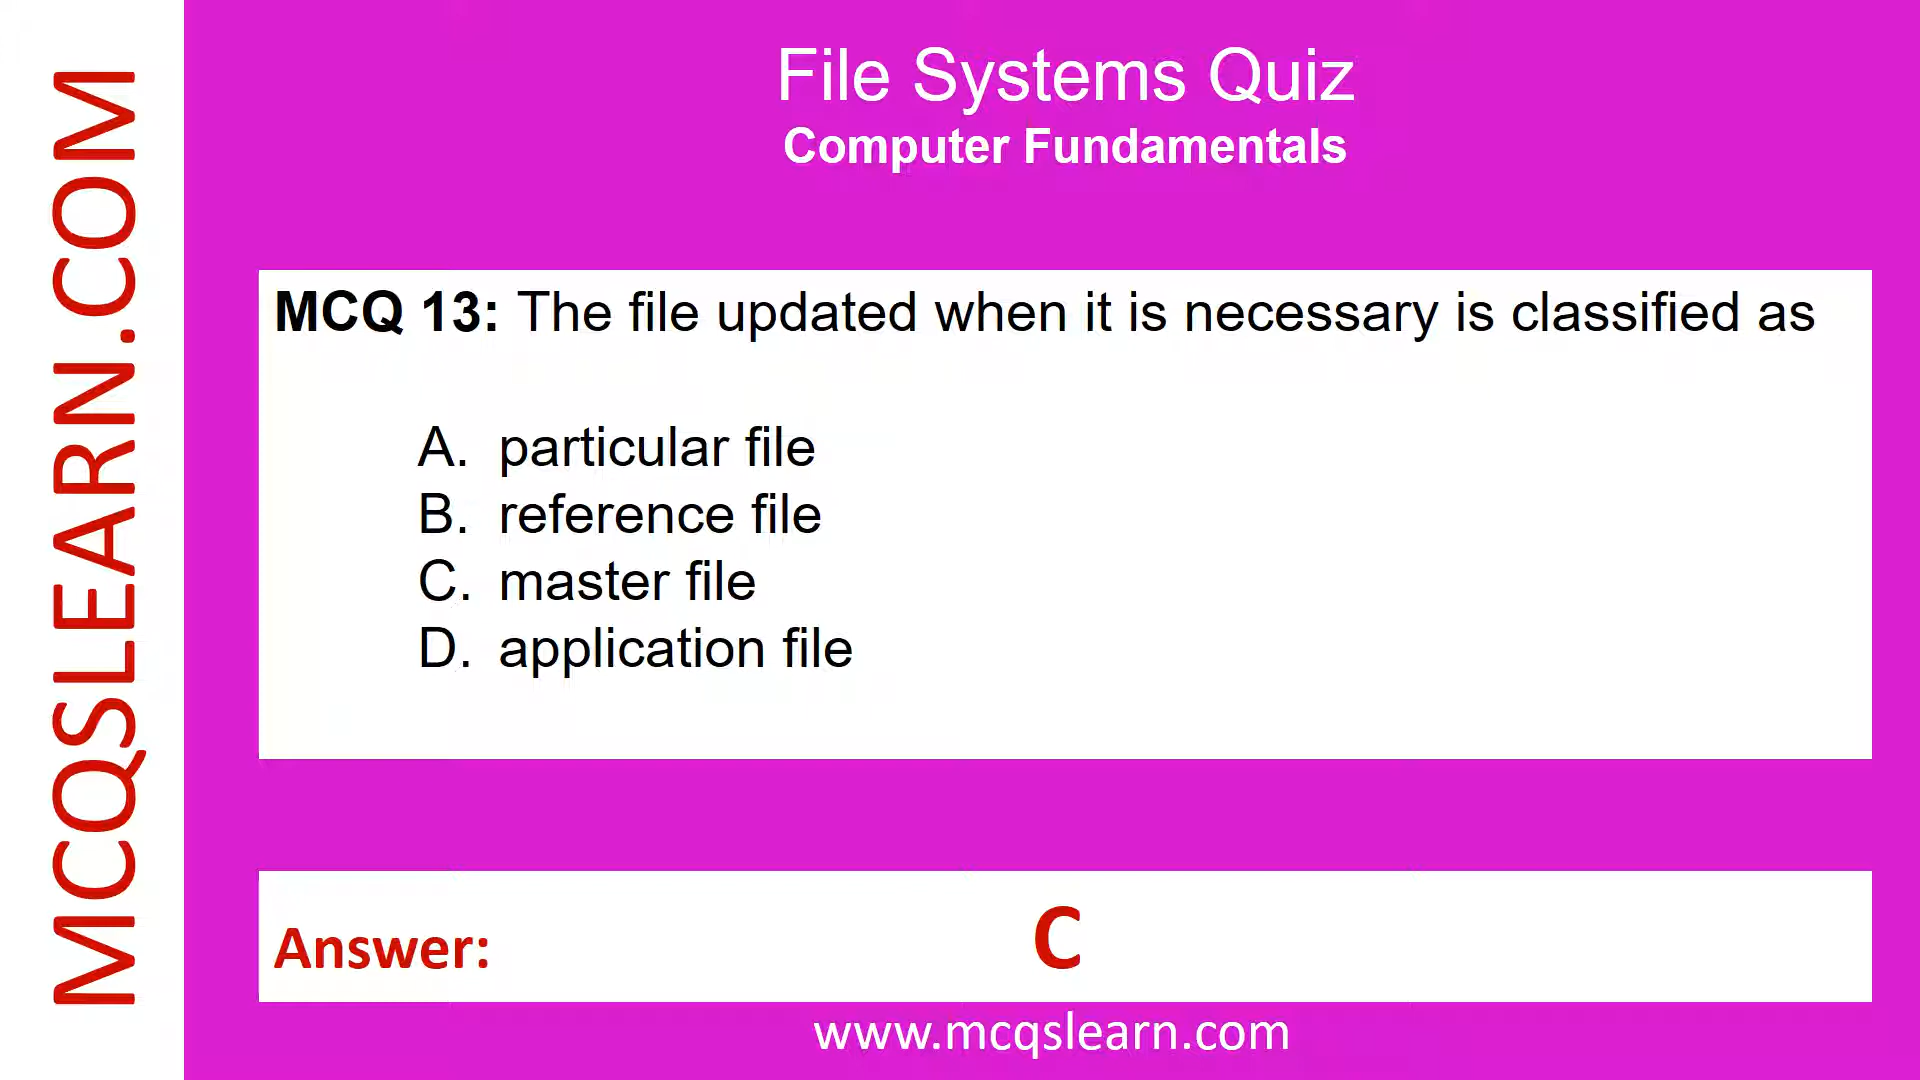 MCQSLEARN.COM
File Systems Quiz
Computer Fundamentals
MCQ 13: The file updated when it is necessary is classified as
A. particular file
B. reference file
C. master file
D. application file
Answer: C
www.mcqslearn.com